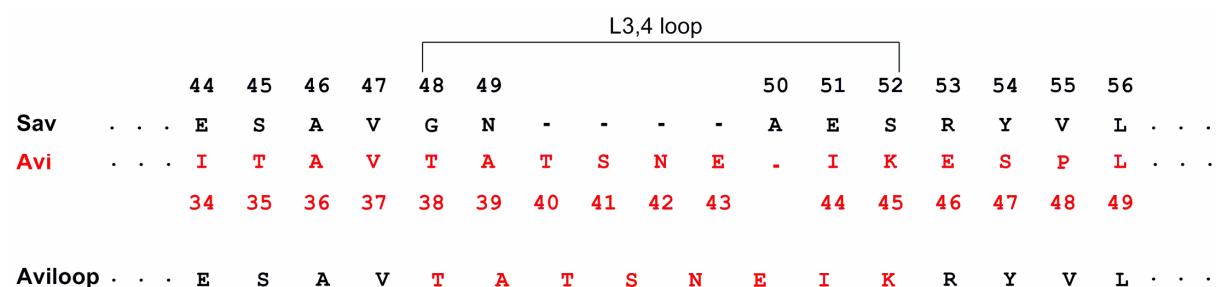 L3,4 loop
44 45 46 47 48 49 50 51 52 53 54 55 56
Sav . . . E S A V G N - - - - A E S R Y V L . . .
Avi . . . I T A V T A T S N E - I K E S P L . . .
34 35 36 37 38 39 40 41 42 43 44 45 46 47 48 49
Aviloop . . . E S A V T A T S N E I K R Y V L . . .